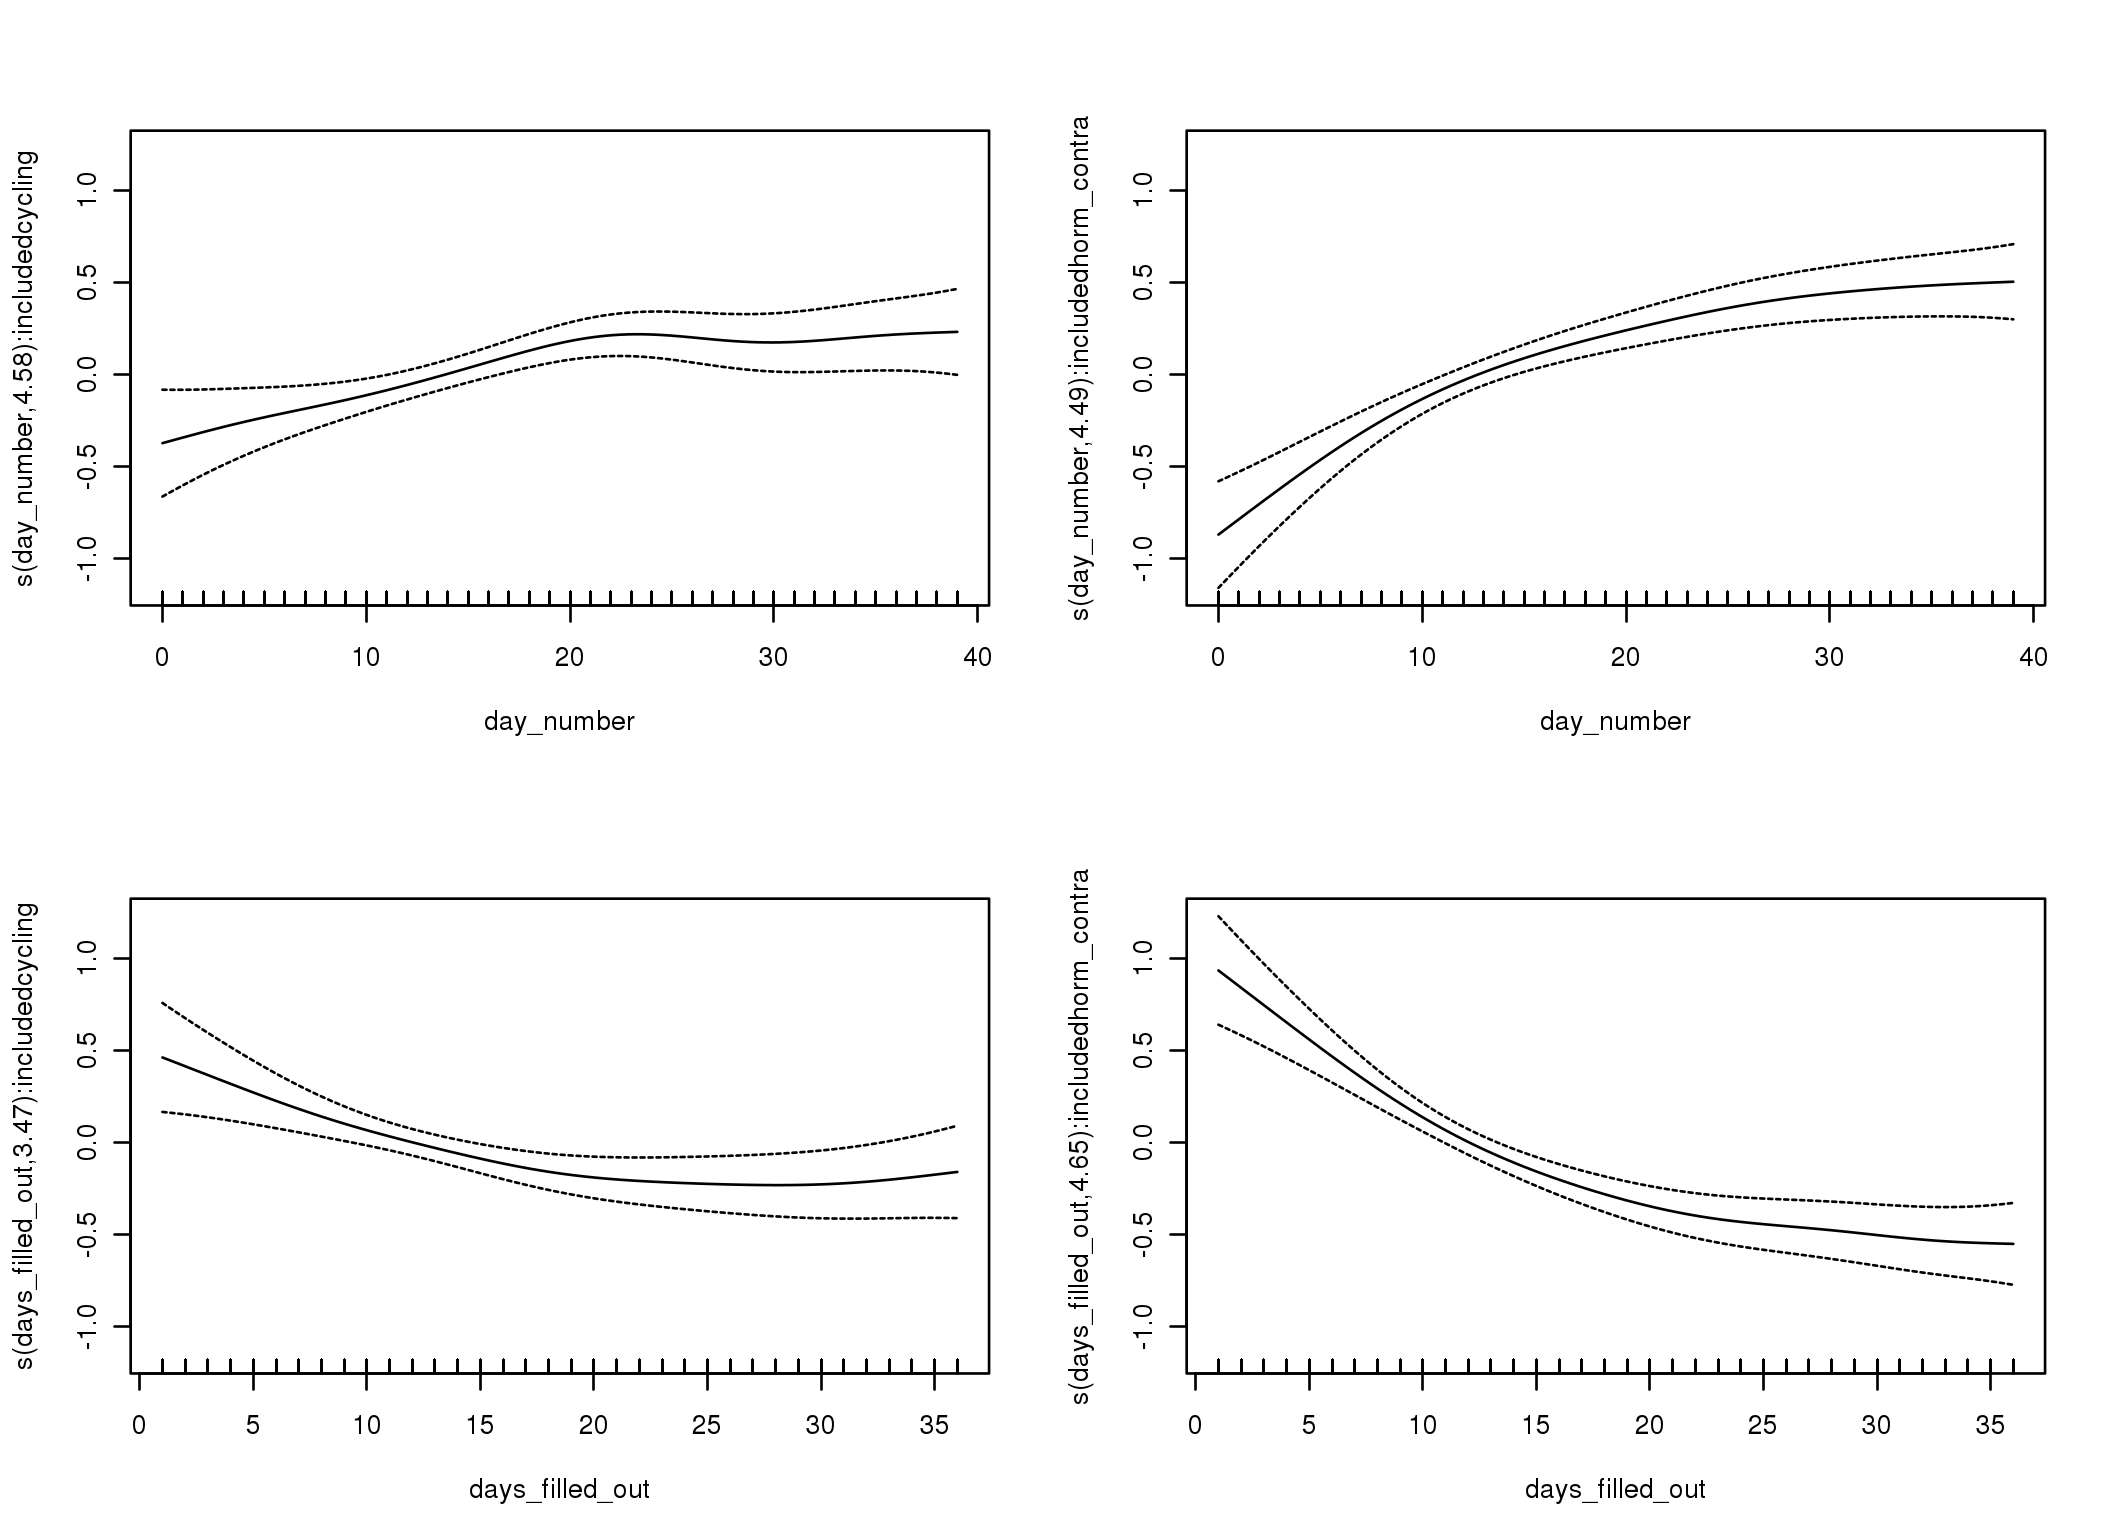 s(day_number,4.58):includedcycling
1.0
0.5
0.0
-0.5
-1.0
0 10 20 30 40
day_number
s(day_number,4.49):includedhorm_contra
1.0
0.5
0.0
-0.5
-1.0
0 10 20 30 40
day_number
s(days_filled_out,3.47):includedcycling
1.0
0.5
0.0
-0.5
-1.0
0 5 10 15 20 25 30 35
days_filled_out
s(days_filled_out,4.65):includedhorm_contra
1.0
0.5
0.0
-0.5
-1.0
0 5 10 15 20 25 30 35
days_filled_out